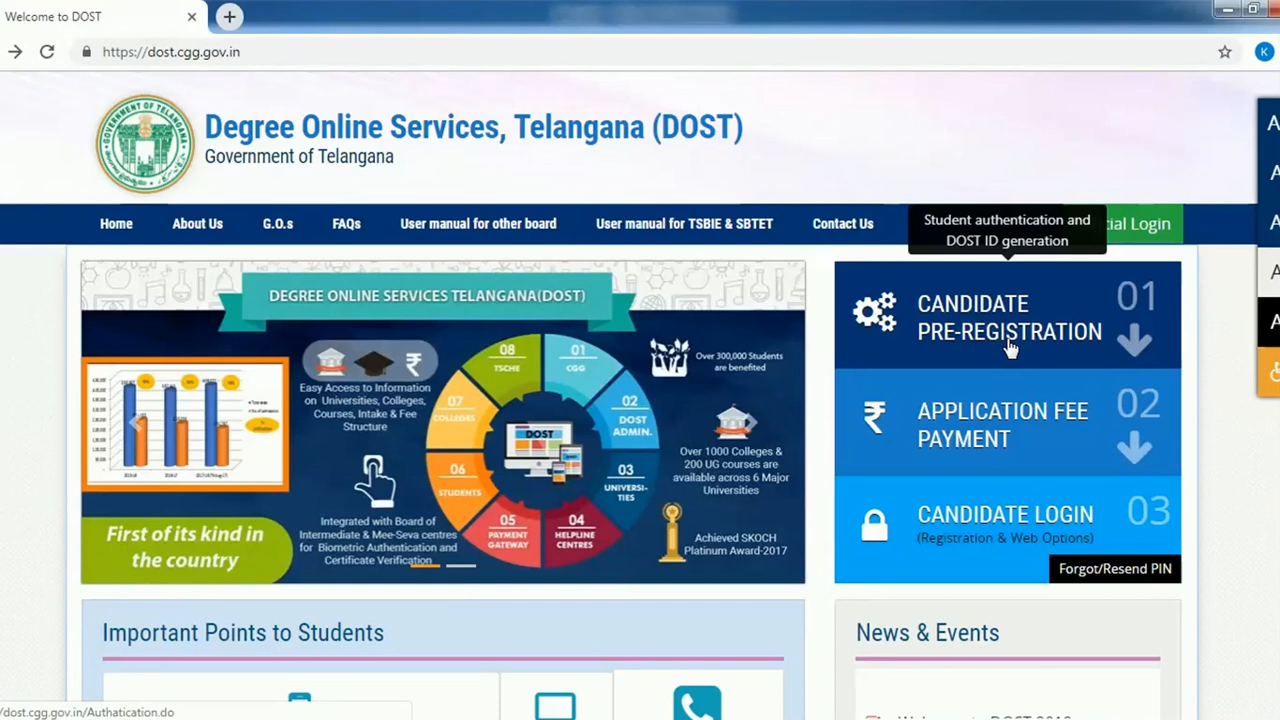 Welcome to DOST
https://dost.cgg.gov.in
K
GOVERNMENT OF TELANGANA
Degree Online Services, Telangana (DOST)
Government of Telangana
Home
About Us
G.O.s
FAQs
User manual for other board
User manual for TSBIE & SBTET
Contact Us
Student authentication and
DOST ID generation
cial Login
A
A
A
A
A
DEGREE ONLINE SERVICES TELANGANA(DOST)
Easy Access to Information
on Universities, Colleges,
Courses, Intake & Fee
Structure
Integrated with Board of
Intermediate & Mee-Seva centres
for Biometric Authentication and
Certificate Verification
First of its kind in
the country
08
TSCHE
01
CGG
07
COLLEGES
02
DOST
ADMIN.
DOST
06
STUDENTS
03
UNIVERSI-
TIES
05
PAYMENT
GATEWAY
04
HELPLINE
CENTRES
Over 300,000 Students
are benefited
Over 1000 Colleges &
200 UG courses are
available across 6 Major
Universities
Achieved SKOCH
Platinum Award-2017
CANDIDATE
PRE-REGISTRATION
01
APPLICATION FEE
PAYMENT
02
CANDIDATE LOGIN
(Registration & Web Options)
03
Forgot/Resend PIN
Important Points to Students
News & Events
/dost.cgg.gov.in/Authatication.do